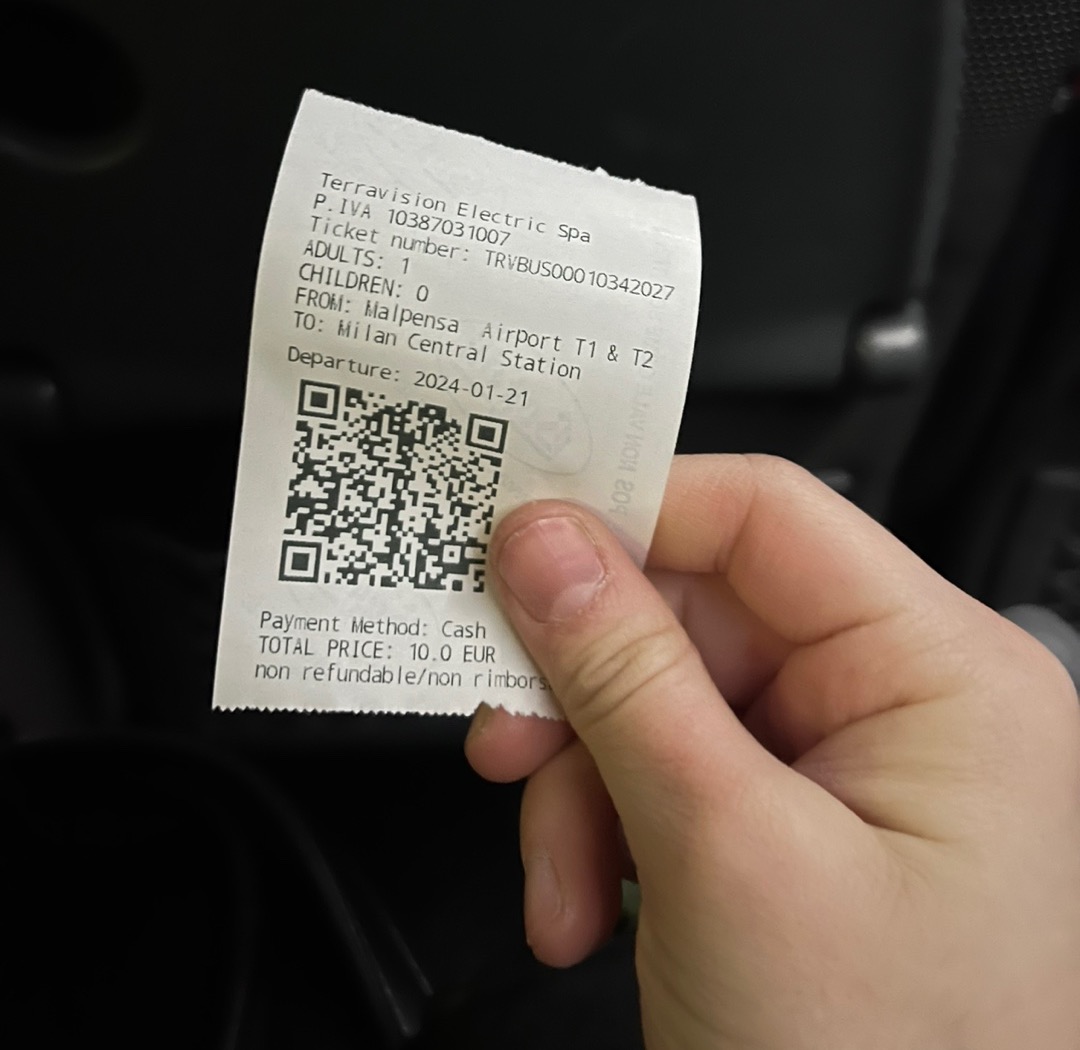 Terravision Electric Spa
P.IVA 10387031007
Ticket number: TRVBUS00010342027
ADULTS: 1
CHILDREN: 0
FROM: Malpensa Airport T1 & T2
TO: Milan Central Station
Departure: 2024-01-21
Payment Method: Cash
TOTAL PRICE: 10.0 EUR
non refundable/non